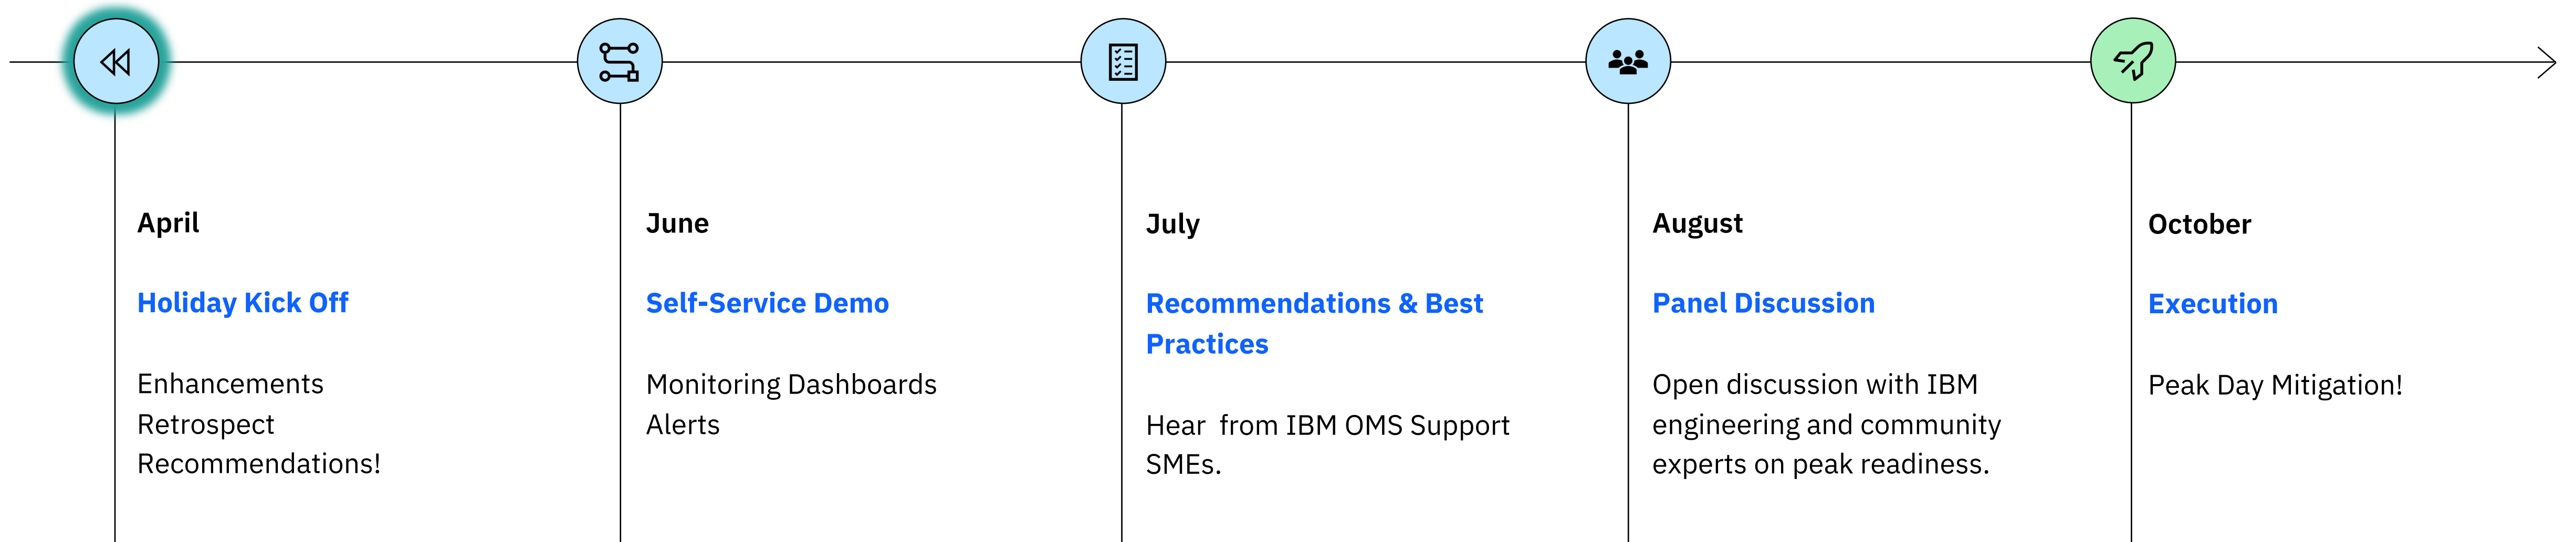 April
Holiday Kick Off
Enhancements
Retrospect
Recommendations!
June
Self-Service Demo
Monitoring Dashboards
Alerts
July
Recommendations & Best
Practices
Hear  from IBM OMS Support
SMEs.
August
Panel Discussion
Open discussion with IBM
engineering and community
experts on peak readiness.
October
Execution
Peak Day Mitigation!